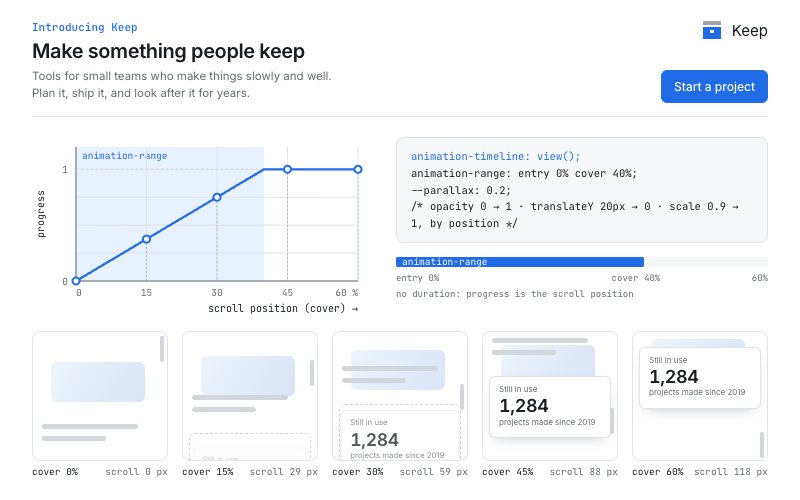 Introducing Keep
Make something people keep
Tools for small teams who make things slowly and well.
Plan it, ship it, and look after it for years.
Keep
Start a project
animation-range
1
0
progress
0
15
30
45
60 %
scroll position (cover) →
animation-timeline: view();
animation-range: entry 0% cover 40%;
--parallax: 0.2;
/* opacity 0 → 1 · translateY 20px → 0 · scale 0.9 →
1, by position */
animation-range
entry 0%
cover 40%
60%
no duration: progress is the scroll position
Still in use
Still in use
1,284
projects made since 2019
Still in use
1,284
projects made since 2019
Still in use
1,284
projects made since 2019
cover 0%
scroll 0 px
cover 15%
scroll 29 px
cover 30%
scroll 59 px
cover 45%
scroll 88 px
cover 60%
scroll 118 px